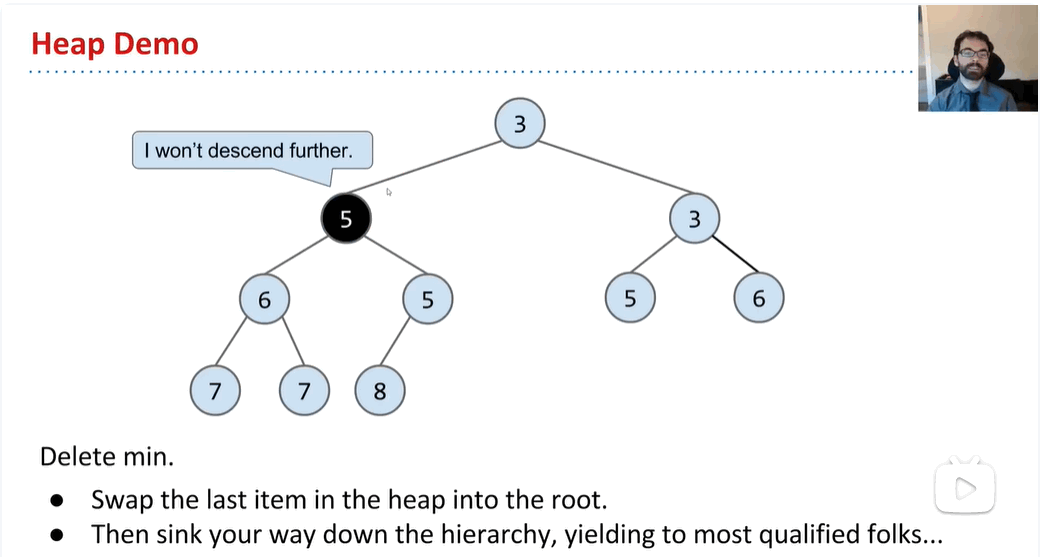 Heap Demo
3
I won't descend further.
5
3
6
5
5
6
7
7
8
Delete min.
● Swap the last item in the heap into the root.
● Then sink your way down the hierarchy, yielding to most qualified folks...